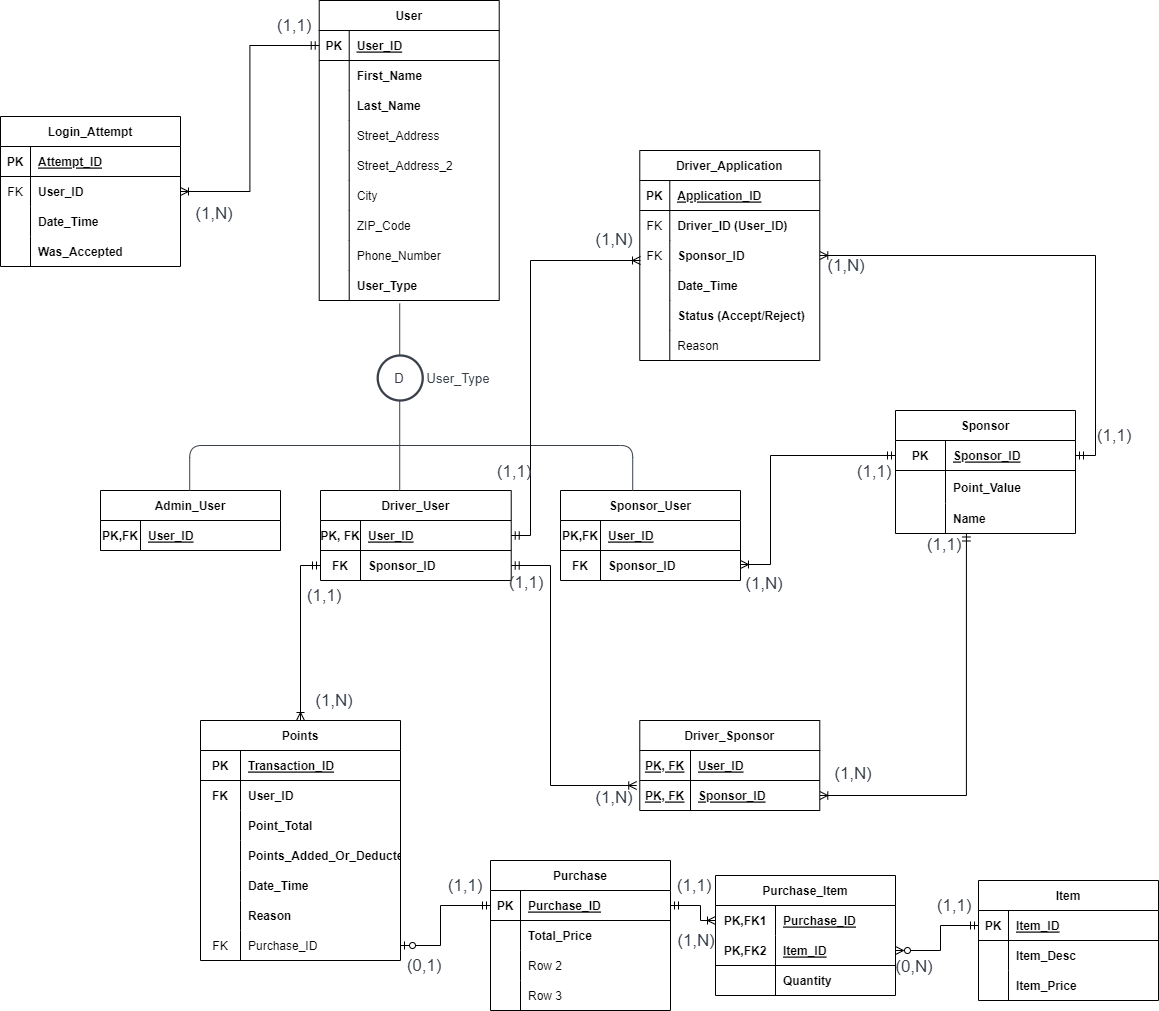 User
(1,1)
PK User_ID
First_Name
Last_Name
Street_Address
Street_Address_2
City
ZIP_Code
Phone_Number
User_Type
Login_Attempt
PK Attempt_ID
FK User_ID
Date_Time
Was_Accepted
(1,N)
Driver_Application
PK Application_ID
FK Driver_ID (User_ID)
FK Sponsor_ID
Date_Time
Status (Accept/Reject)
Reason
(1,N)
(1,N)
D User_Type
Sponsor
PK Sponsor_ID
Point_Value
Name
(1,1)
(1,1)
(1,1)
(1,1)
Admin_User
PK,FK User_ID
Driver_User
PK, FK User_ID
FK Sponsor_ID
Sponsor_User
PK,FK User_ID
FK Sponsor_ID
(1,1)
(1,1)
(1,N)
(1,N)
Points
PK Transaction_ID
FK User_ID
Point_Total
Points_Added_Or_Deducte
Date_Time
Reason
FK Purchase_ID
Driver_Sponsor
PK, FK User_ID
PK, FK Sponsor_ID
(1,N)
(1,N)
Purchase
PK Purchase_ID
Total_Price
Row 2
Row 3
(1,1)
(0,1)
(1,1)
(1,N)
Purchase_Item
PK,FK1 Purchase_ID
PK,FK2 Item_ID
Quantity
(1,1)
(0,N)
Item
PK Item_ID
Item_Desc
Item_Price